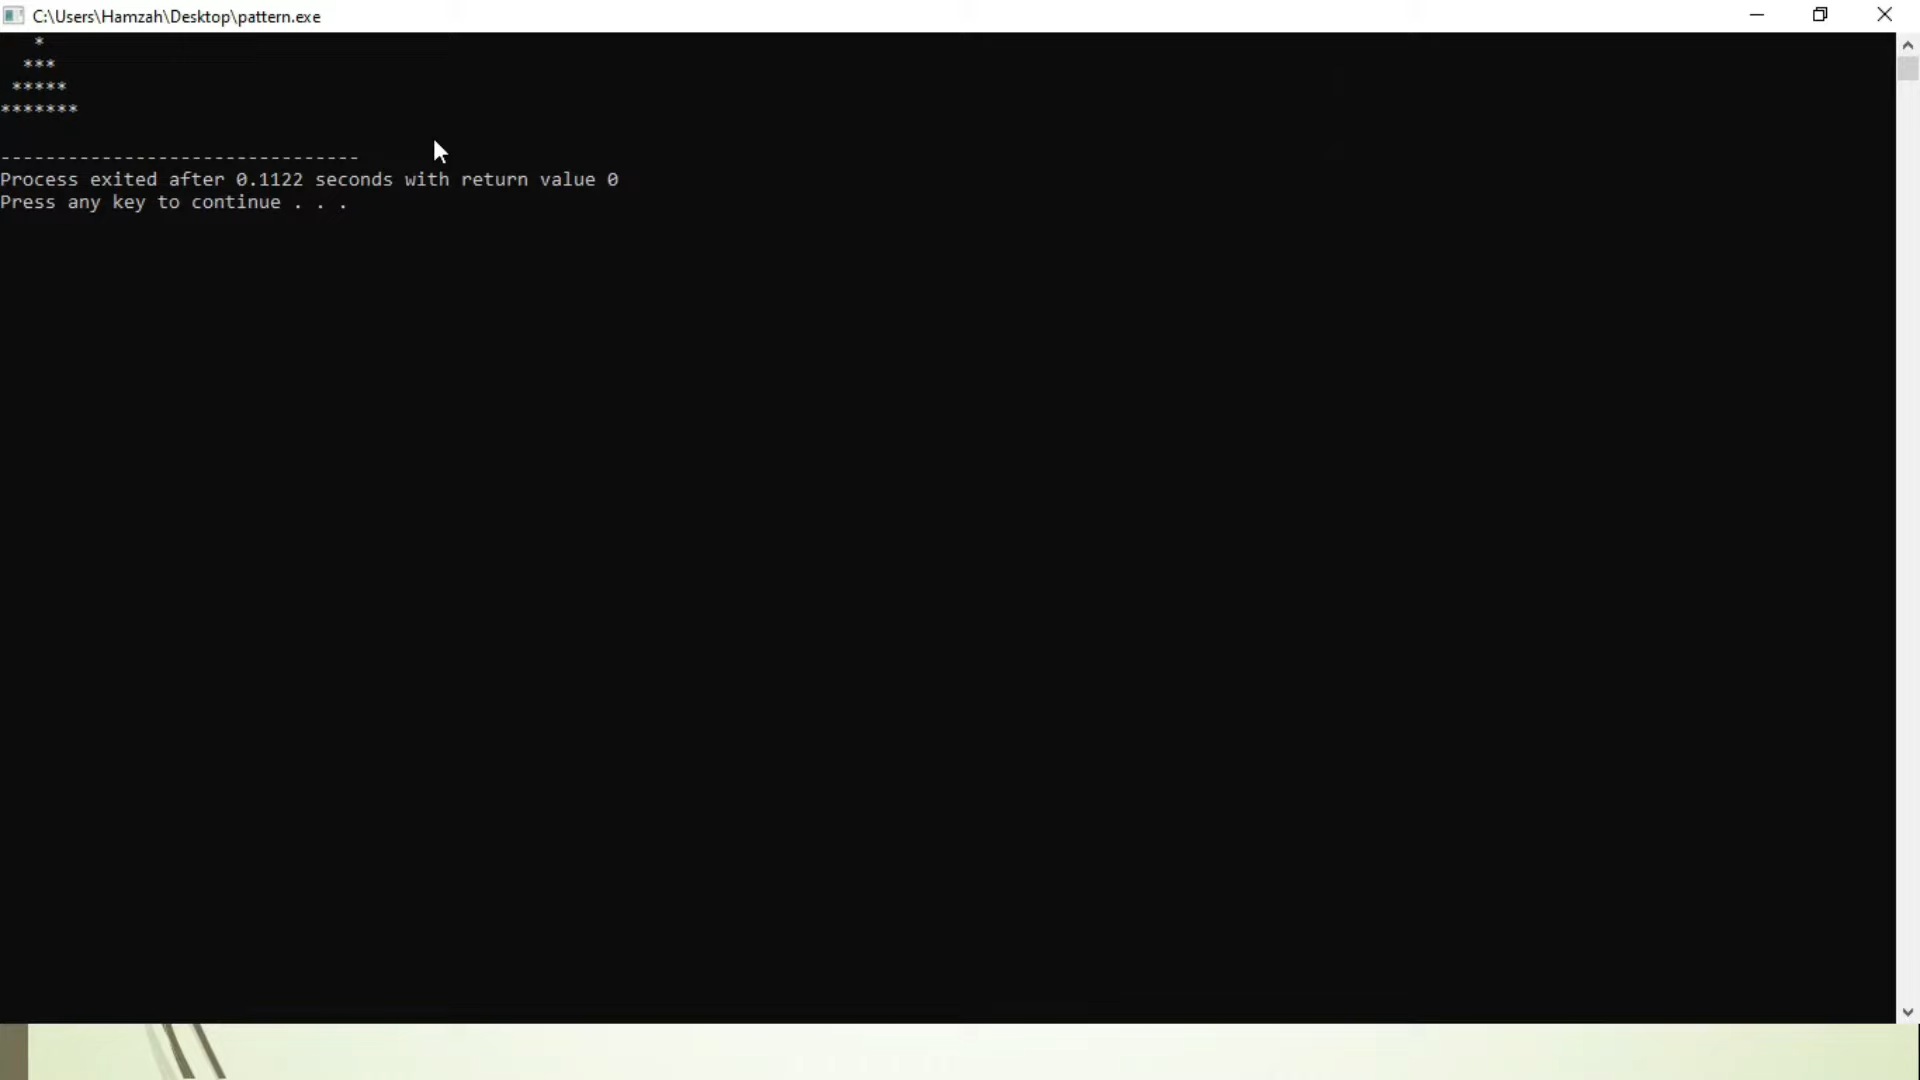 C:\Users\Hamzah\Desktop\pattern.exe
   *
  ***
 *****
*******
--------------------------------
Process exited after 0.1122 seconds with return value 0
Press any key to continue . . .